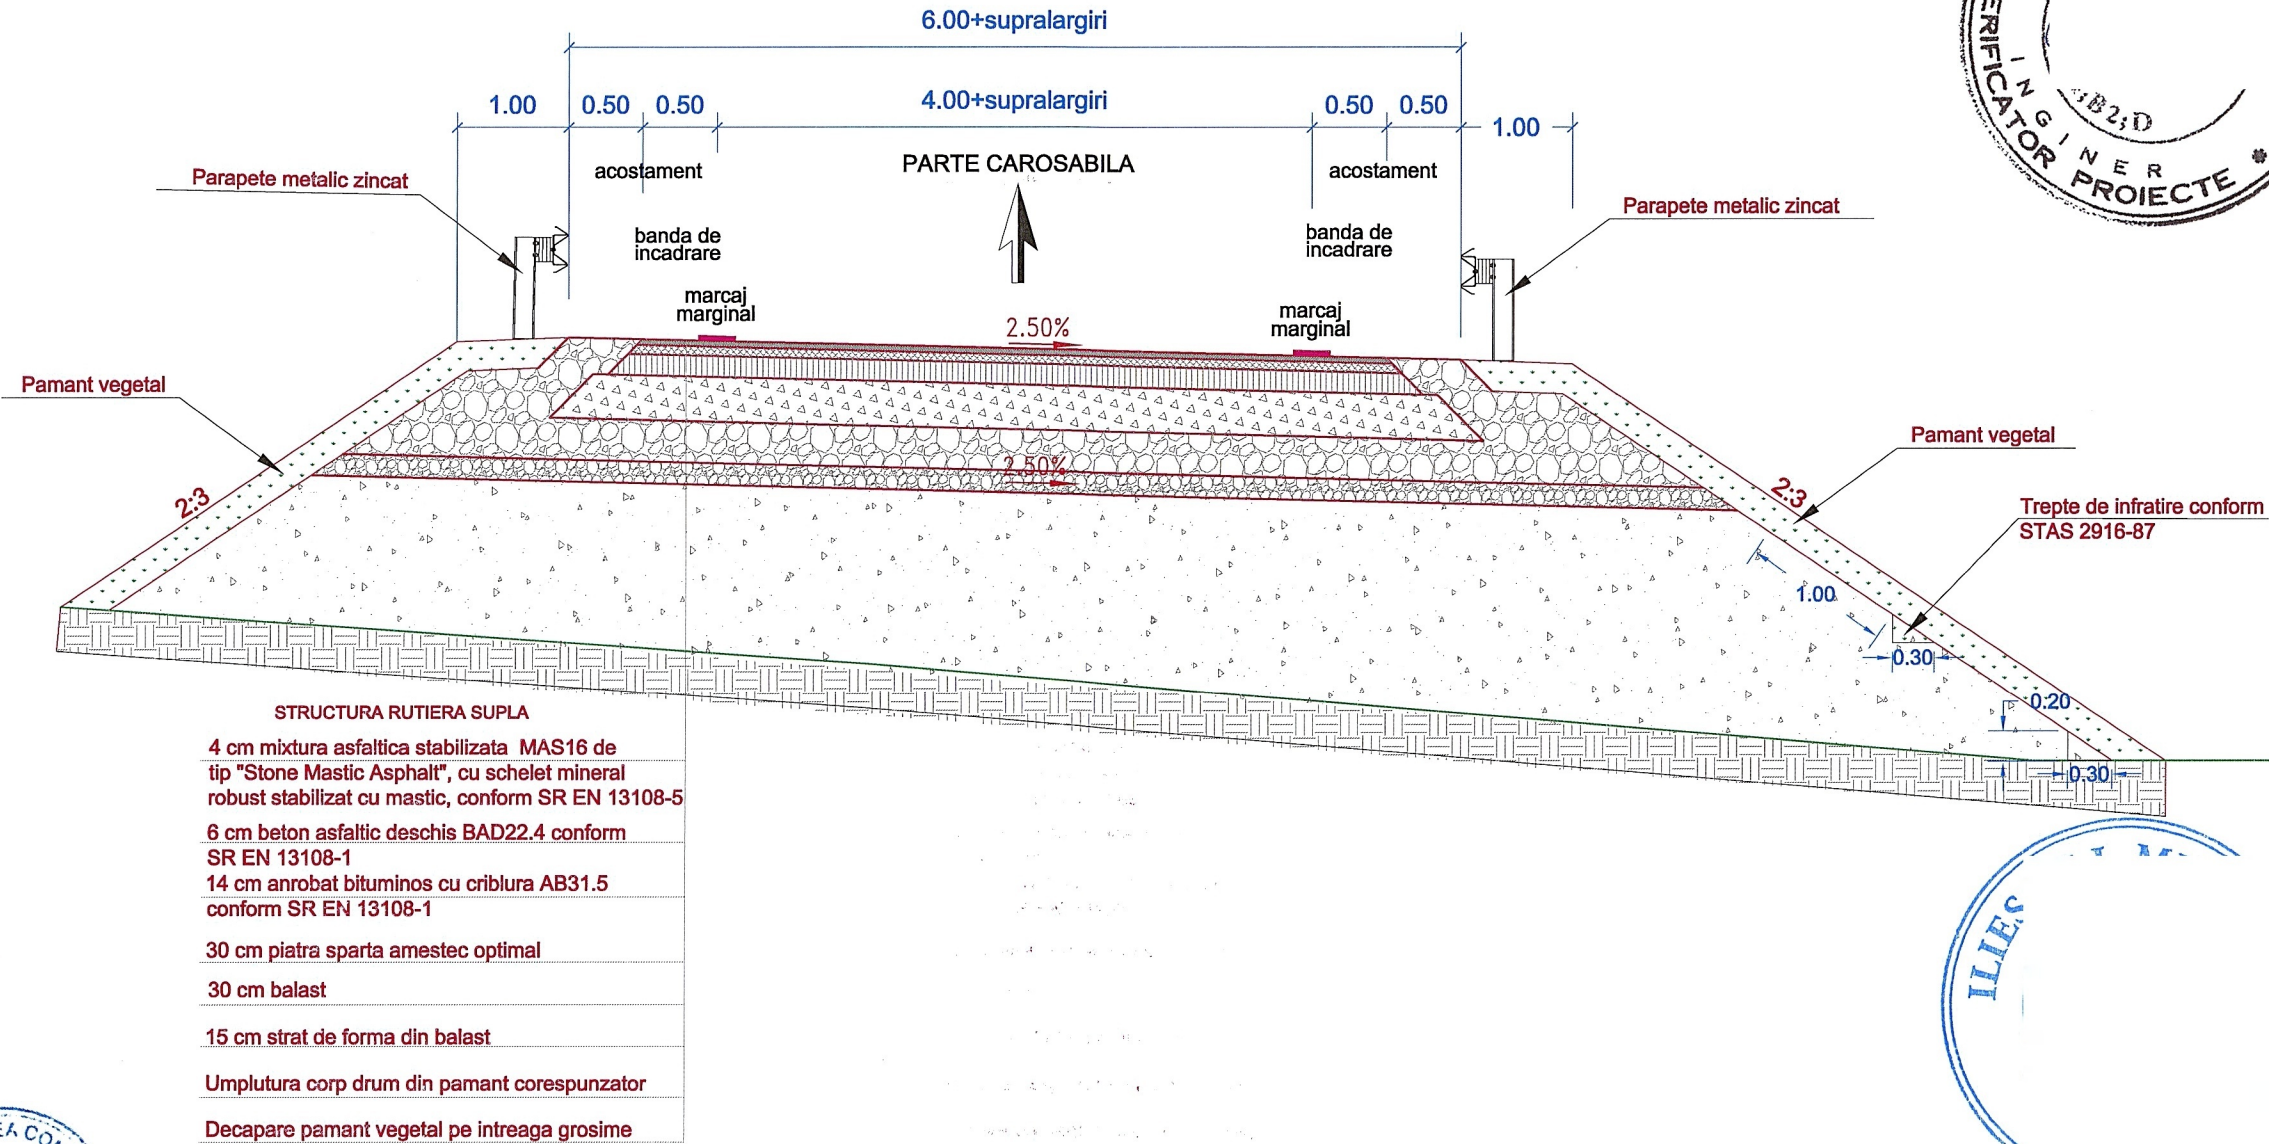 6.00+supralargiri
1.00
0.50
0.50
4.00+supralargiri
0.50
0.50
1.00
acostament
PARTE CAROSABILA
acostament
Parapete metalic zincat
Parapete metalic zincat
banda de
incadrare
banda de
incadrare
marcaj
marginal
marcaj
marginal
2.50%
Pamant vegetal
Pamant vegetal
2.50%
2:3
2:3
Trepte de infratire conform
STAS 2916-87
1.00
0.30
0.20
0.30
STRUCTURA RUTIERA SUPLA
4 cm mixtura asfaltica stabilizata MAS16 de
tip "Stone Mastic Asphalt", cu schelet mineral
robust stabilizat cu mastic, conform SR EN 13108-5
6 cm beton asfaltic deschis BAD22.4 conform
SR EN 13108-1
14 cm anrobat bituminos cu criblura AB31.5
conform SR EN 13108-1
30 cm piatra sparta amestec optimal
30 cm balast
15 cm strat de forma din balast
Umplutura corp drum din pamant corespunzator
Decapare pamant vegetal pe intreaga grosime
INGINER
PROIECTE
B2;D